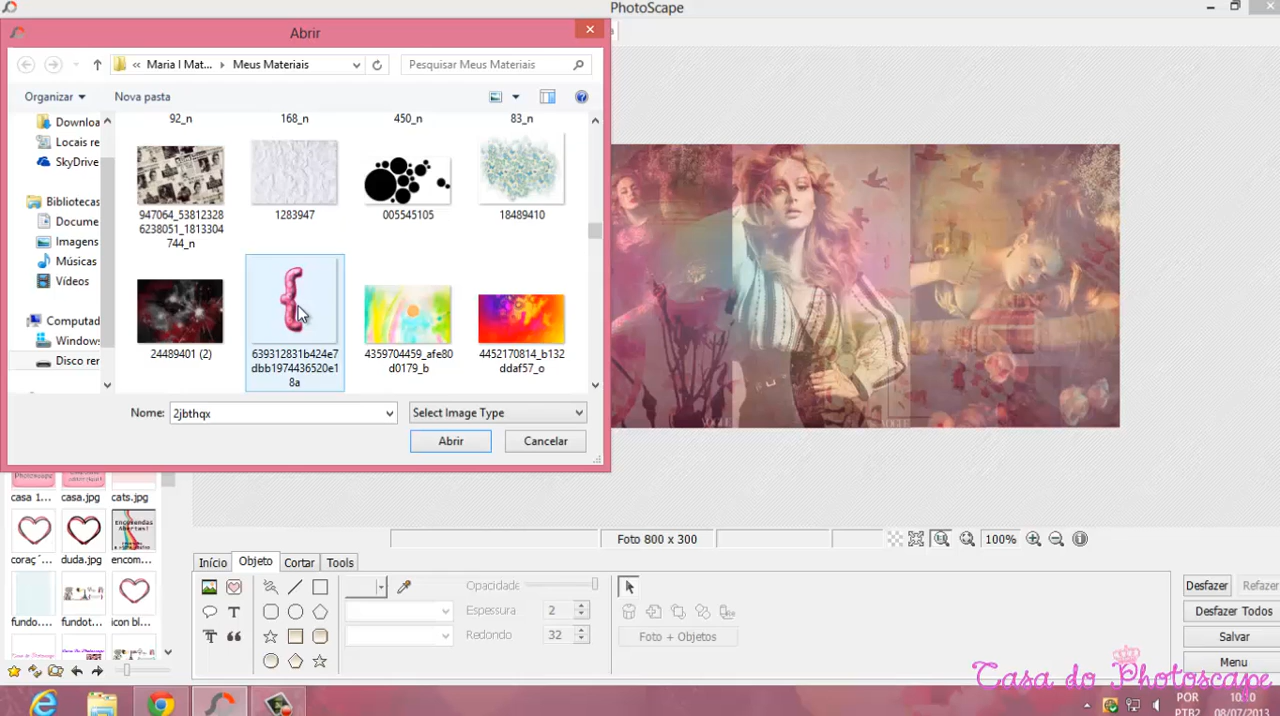 PhotoScape
Abrir
« Maria I Mat... Meus Materiais
Pesquisar Meus Materiais
Organizar
Nova pasta
92_n
168_n
450_n
83_n
Downloa
Locais re
SkyDrive
Bibliotecas
Docume
Imagens
Músicas
Vídeos
Computad
Windows
Disco rem
947064_53812328
6238051_1813304
744_n
1283947
005545105
18489410
24489401 (2)
639312831b424e7
dbb1974436520e1
8a
4359704459_afe80
d0179_b
4452170814_b132
ddaf57_o
Nome: 2jbthqx
Select Image Type
Abrir
Cancelar
casa 1...
casa.jpg
cats.jpg
Encomendas
Abertas!
coraç ´...
duda.jpg
encom...
fundo....
fundot...
icon bl...
Foto 800 x 300
100%
Início
Objeto
Cortar
Tools
Opacidade
Espessura 2
Redondo 32
Foto + Objetos
Desfazer
Refazer
Desfazer Todos
Salvar
Menu
Casa do Photoscape
POR
PTB2
10:10
08/07/2013